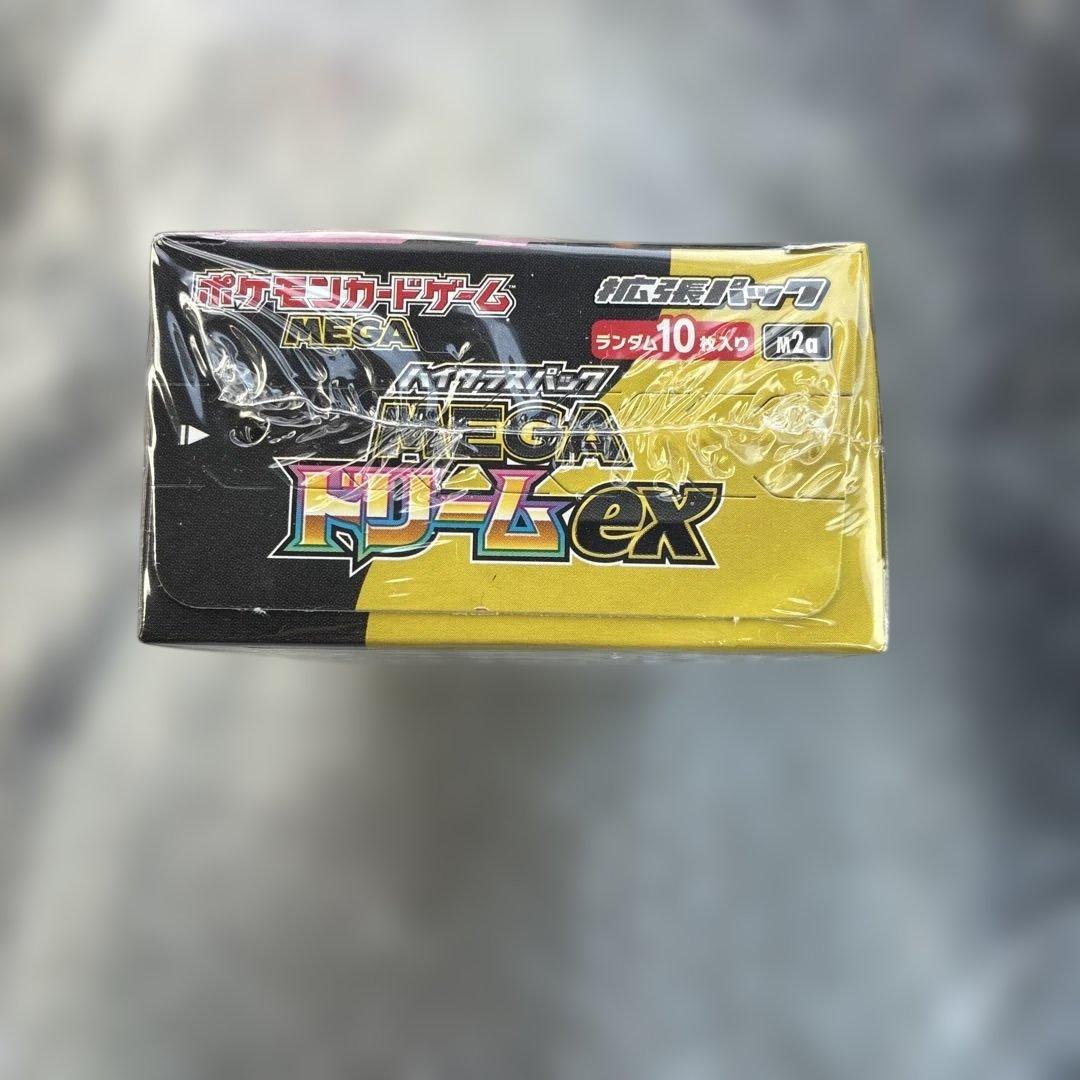 ポケモンカードゲーム™
MEGA
拡張パック
ランダム10枚入り
M2a
ハイクラスパック
MEGA
ドリームex